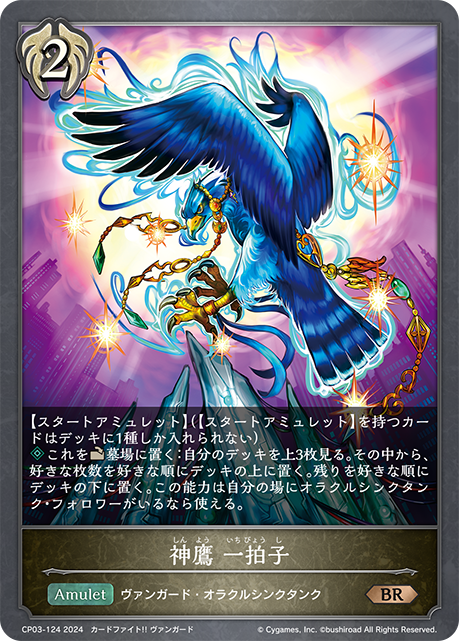 2
【スタートアミュレット】(【スタートアミュレット】を持つカー
ドはデッキに1種しか入れられない)
これを墓場に置く:自分のデッキを上3枚見る。その中から、
好きな枚数を好きな順にデッキの上に置く。残りを好きな順に
デッキの下に置く。この能力は自分の場にオラクルシンクタン
ク・フォロワーがいるなら使える。
しん よう いちびょう し
神鷹 一拍子
Amulet ヴァンガード・オラクルシンクタンク BR
CP03-124 2024 カードファイト!! ヴァンガード © Cygames, Inc. ©bushiroad All Rights Reserved.